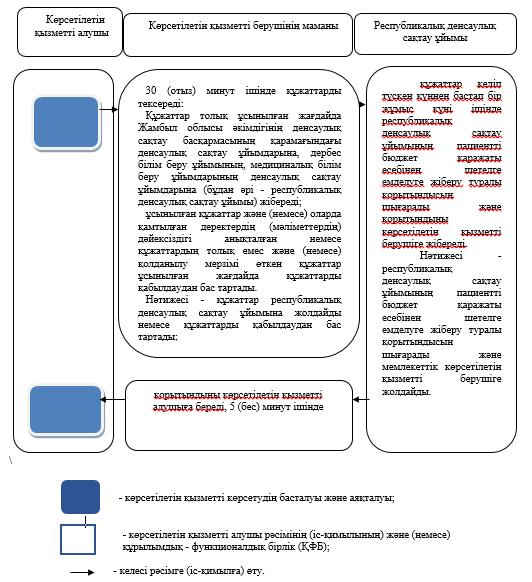 Көрсетілетін
қызметті алушы
Көрсетілетін қызметті берушінің маманы
Республикалық денсаулық
сақтау ұйымы
30 (отыз) минут ішінде құжаттарды
тексереді:
Құжаттар толық ұсынылған жағдайда
Жамбыл облысы әкімдігінің денсаулық
сақтау басқармасының қарамағындағы
денсаулық сақтау ұйымдарына, дербес
білім беру ұйымының, медициналық білім
беру ұйымдарының денсаулық сақтау
ұйымдарына (бұдан әрі - республикалық
денсаулық сақтау ұйымы) жібереді;
ұсынылған құжаттар және (немесе) оларда
қамтылған деректердің (мәліметтердің)
дәйексіздігі анықталған немесе
құжаттардың толық емес және (немесе)
қолданылу мерзімі өткен құжаттар
ұсынылған жағдайда құжаттарды
қабылдаудан бас тартады.
Нәтижесі - құжаттар республикалық
денсаулық сақтау ұйымына жолдайды
немесе құжаттарды қабылдаудан бас
тартады;
құжаттар келіп
түскен күннен бастап бір
жұмыс күні ішінде
республикалық
денсаулық сақтау
ұйымының пациентті
бюджет қаражаты
есебінен шетелге
емделуге жіберу туралы
қорытындысын
шығарады және
қорытындыны
көрсетілетін қызметті
берушіге жібереді.
Нәтижесі -
республикалық
денсаулық сақтау
ұйымының пациентті
бюджет қаражаты
есебінен шетелге
емделуге жіберу туралы
қорытындысын
шығарады және
мемлекеттік көрсетілетін
қызметті берушіге
жолдайды.
қорытындыны көрсетілетін қызметті
алушыға береді, 5 (бес) минут ішінде
\
- көрсетілетін қызметті көрсетудің басталуы және аяқталуы;
- көрсетілетін қызметті алушы рәсімінің (іс-қимылының) және (немесе)
құрылымдық - функционалдық бірлік (ҚФБ);
- келесі рәсімге (іс-қимылға) өту.